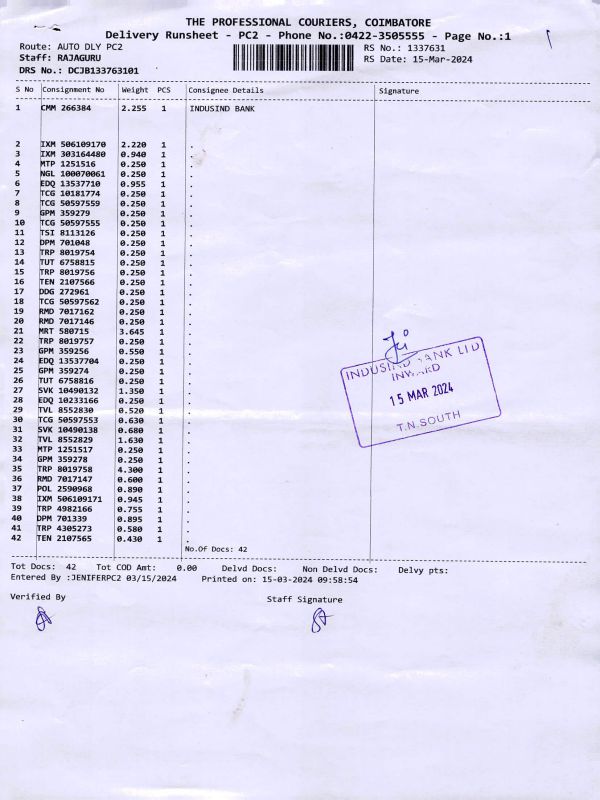 THE PROFESSIONAL COURIERS, COIMBATORE
Delivery Runsheet - PC2 - Phone No.:0422-3505555 - Page No.:1
Route: AUTO DLY PC2 RS No.: 1337631
Staff: RAJAGURU RS Date: 15-Mar-2024
DRS No.: DCJB133763101
S No Consignment No Weight PCS Consignee Details Signature
1 CMM 266384 2.255 1 INDUSIND BANK
2 IXM 506109170 2.220 1 .
3 IXM 303164480 0.940 1 .
4 MTP 1251516 0.250 1 .
5 NGL 100070061 0.250 1 .
6 EDQ 13537710 0.955 1 .
7 TCG 10181774 0.250 1 .
8 TCG 50597559 0.250 1 .
9 GPM 359279 0.250 1 .
10 TCG 50597555 0.250 1 .
11 TSI 8113126 0.250 1 .
12 DPM 701048 0.250 1 .
13 TRP 8019754 0.250 1 .
14 TUT 6758815 0.250 1 .
15 TRP 8019756 0.250 1 .
16 TEN 2107566 0.250 1 .
17 DDG 272961 0.250 1 .
18 TCG 50597562 0.250 1 .
19 RMD 7017162 0.250 1 .
20 RMD 7017146 0.250 1 .
21 MRT 580715 3.645 1 .
22 TRP 8019757 0.250 1 .
23 GPM 359256 0.550 1 .
24 EDQ 13537704 0.250 1 .
25 GPM 359274 0.250 1 .
26 TUT 6758816 0.250 1 .
27 SVK 10490132 1.350 1 .
28 EDQ 10233166 0.250 1 .
29 TVL 8552830 0.520 1 .
30 TCG 50597553 0.630 1 .
31 SVK 10490138 0.680 1 .
32 TVL 8552829 1.630 1 .
33 MTP 1251517 0.250 1 .
34 GPM 359278 0.250 1 .
35 TRP 8019758 4.300 1 .
36 RMD 7017147 0.600 1 .
37 POL 2590968 0.890 1 .
38 IXM 506109171 0.945 1 .
39 TRP 4982166 0.755 1 .
40 DPM 701339 0.895 1 .
41 TRP 4305273 0.580 1 .
42 TEN 2107565 0.430 1 .
INDUSIND BANK LTD
INWARD
15 MAR 2024
T.N.SOUTH
No.Of Docs: 42
Tot Docs: 42 Tot COD Amt: 0.00 Delvd Docs: Non Delvd Docs: Delvy pts:
Entered By :JENIFERPC2 03/15/2024 Printed on: 15-03-2024 09:58:54
Verified By Staff Signature